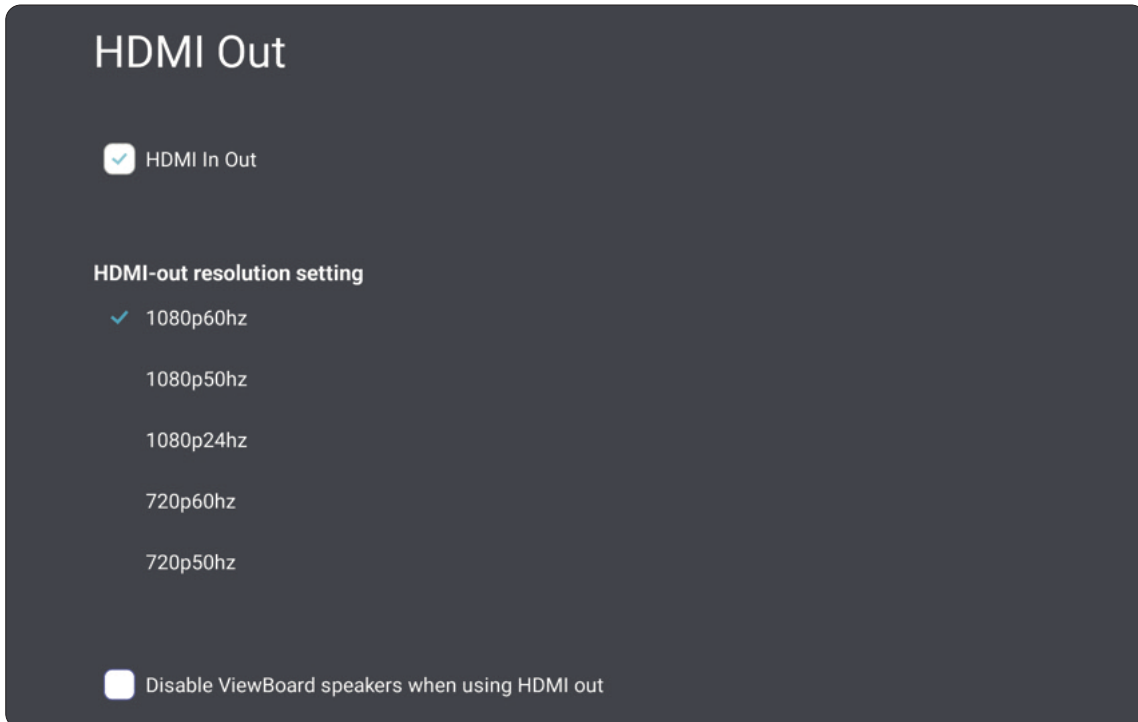 HDMI Out
HDMI In Out
HDMI-out resolution setting
1080p60hz
1080p50hz
1080p24hz
720p60hz
720p50hz
Disable ViewBoard speakers when using HDMI out